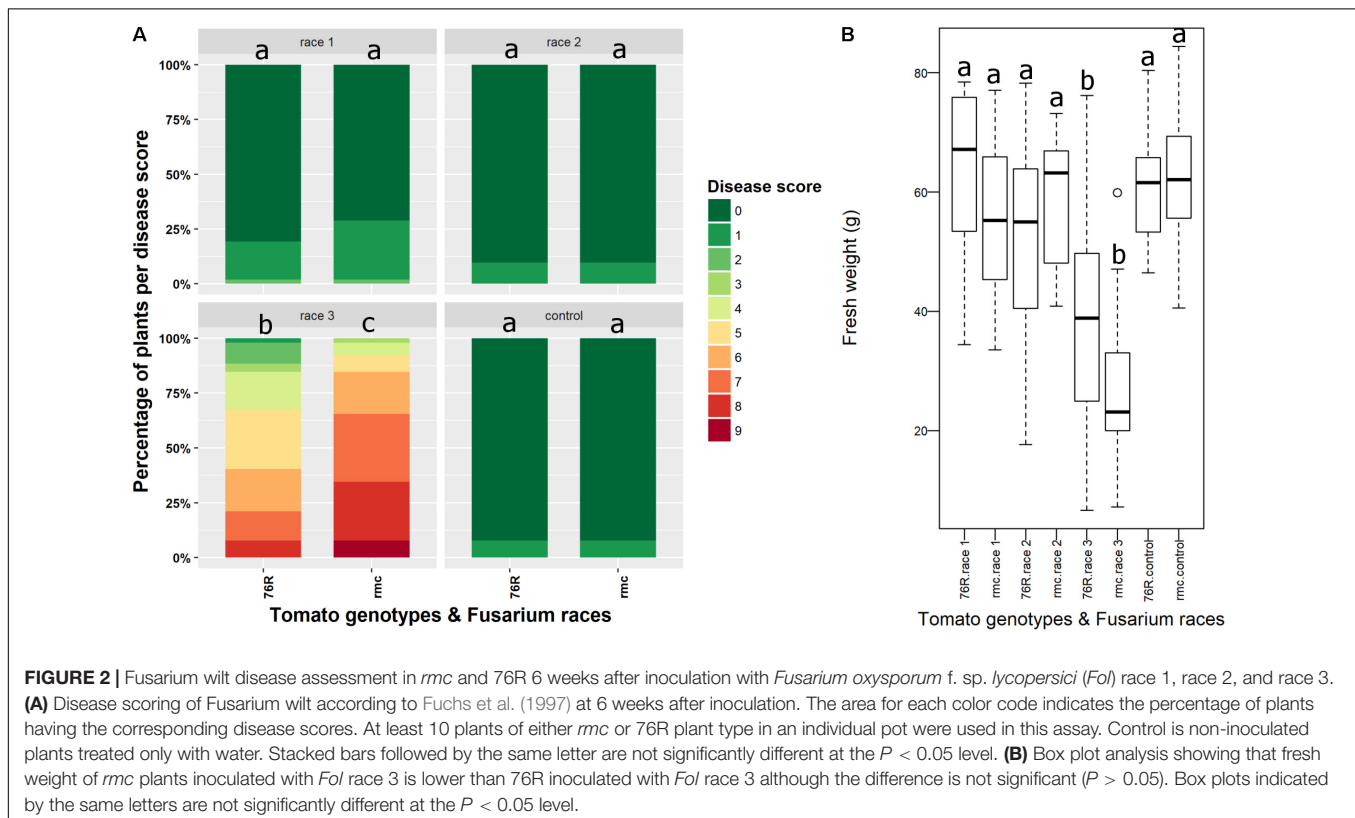 A
race 1
race 2
a
a
a
a
100%
75%
50%
25%
0%
race 3
control
b
c
a
a
100%
75%
50%
25%
0%
76R
rmc
76R
rmc
Percentage of plants per disease score
Tomato genotypes & Fusarium races
Disease score
0
1
2
3
4
5
6
7
8
9
B
a
a
a
a
b
b
a
a
80
60
40
20
Fresh weight (g)
76R.race 1
rmc.race 1
76R.race 2
rmc.race 2
76R.race 3
rmc.race 3
76R.control
rmc.control
Tomato genotypes & Fusarium races
FIGURE 2 | Fusarium wilt disease assessment in rmc and 76R 6 weeks after inoculation with Fusarium oxysporum f. sp. lycopersici (Fol) race 1, race 2, and race 3.
(A) Disease scoring of Fusarium wilt according to Fuchs et al. (1997) at 6 weeks after inoculation. The area for each color code indicates the percentage of plants
having the corresponding disease scores. At least 10 plants of either rmc or 76R plant type in an individual pot were used in this assay. Control is non-inoculated
plants treated only with water. Stacked bars followed by the same letter are not significantly different at the P < 0.05 level. (B) Box plot analysis showing that fresh
weight of rmc plants inoculated with Fol race 3 is lower than 76R inoculated with Fol race 3 although the difference is not significant (P > 0.05). Box plots indicated
by the same letters are not significantly different at the P < 0.05 level.